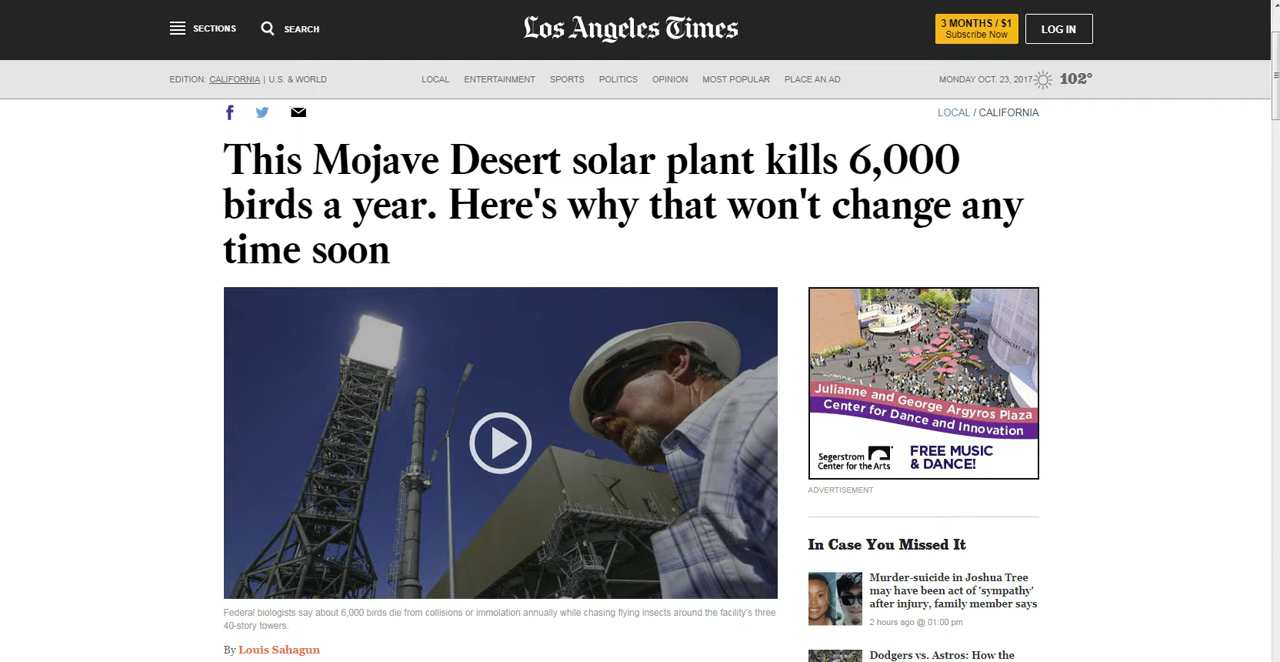 SECTIONS
SEARCH
Los Angeles Times
3 MONTHS / $1
Subscribe Now
LOG IN
EDITION: CALIFORNIA | U.S. & WORLD
LOCAL ENTERTAINMENT SPORTS POLITICS OPINION MOST POPULAR PLACE AN AD
MONDAY OCT. 23, 2017
102°
LOCAL / CALIFORNIA
This Mojave Desert solar plant kills 6,000
birds a year. Here's why that won't change any
time soon
Julianne and George Argyros Plaza
Center for Dance and Innovation
Segerstrom
Center for the Arts
FREE MUSIC
& DANCE!
ADVERTISEMENT
In Case You Missed It
Murder-suicide in Joshua Tree
may have been act of 'sympathy'
after injury, family member says
2 hours ago @ 01:00 pm
Dodgers vs. Astros: How the
Federal biologists say about 6,000 birds die from collisions or immolation annually while chasing flying insects around the facility's three
40-story towers.
By Louis Sahagun